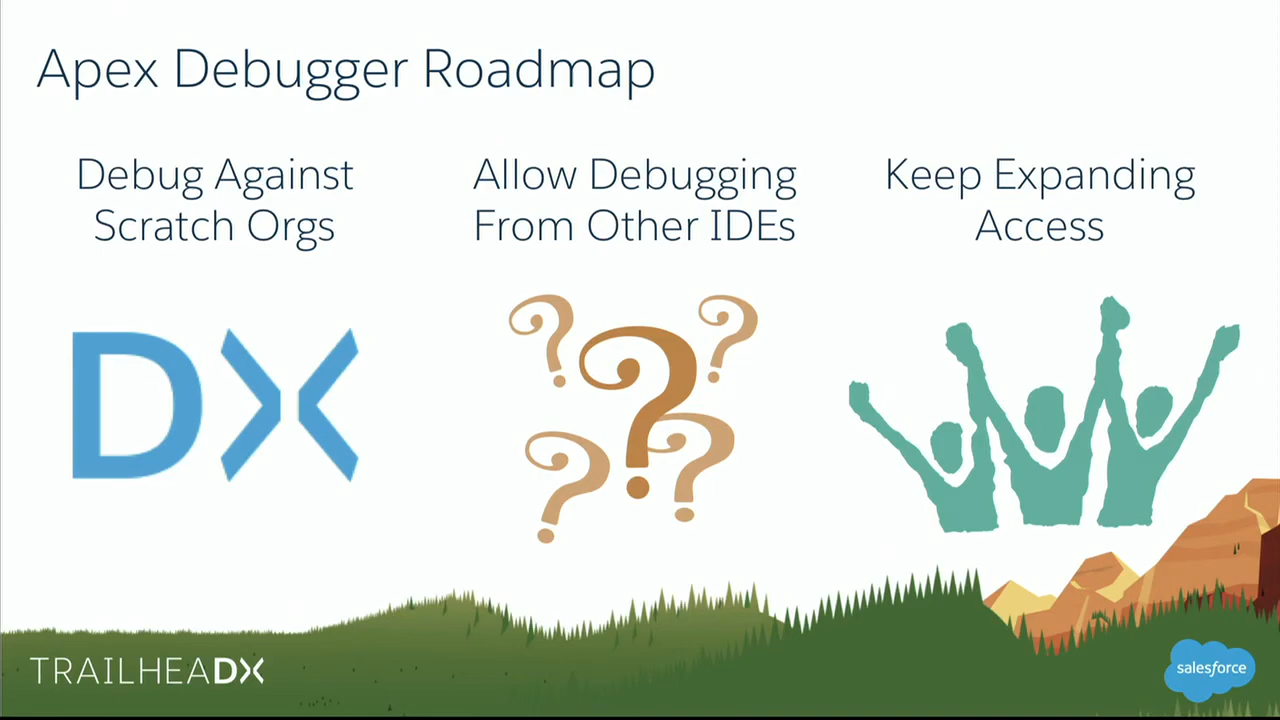 Apex Debugger Roadmap
Debug Against
Scratch Orgs
Allow Debugging
From Other IDEs
Keep Expanding
Access
DX
? ? ? ? ?
TRAILHEADX
salesforce